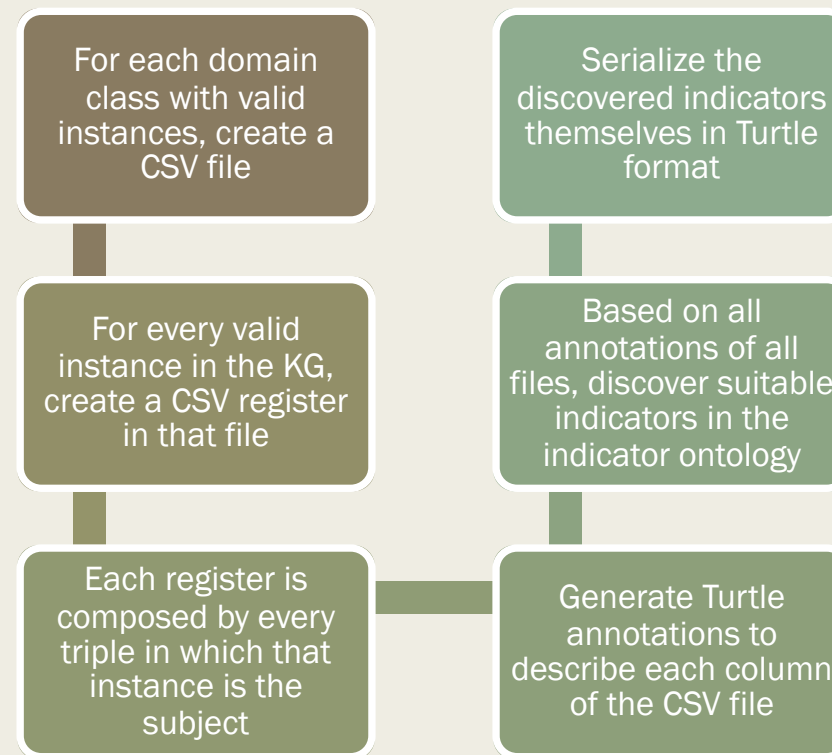 For each domain
class with valid
instances, create a
CSV file
For every valid
instance in the KG,
create a CSV register
in that file
Each register is
composed by every
triple in which that
instance is the
subject
Generate Turtle
annotations to
describe each column
of the CSV file
Based on all
annotations of all
files, discover suitable
indicators in the
indicator ontology
Serialize the
discovered indicators
themselves in Turtle
format